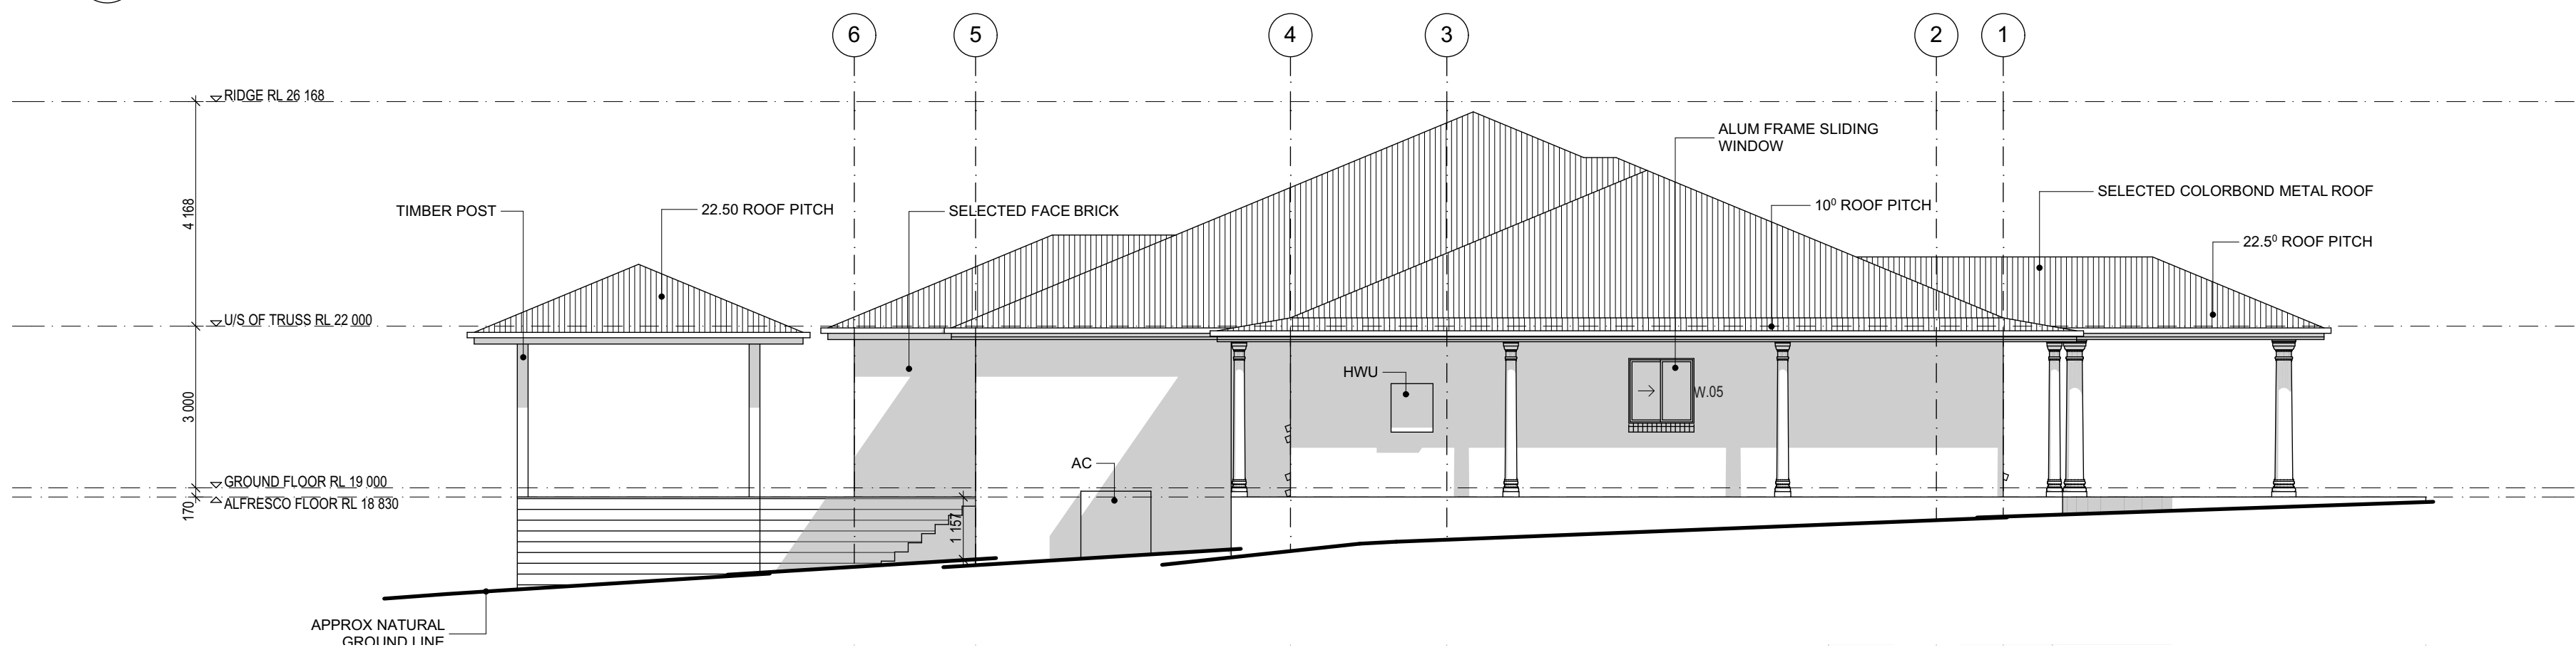 6 5 4 3 2 1
RIDGE RL 26 168
ALUM FRAME SLIDING
WINDOW
4 168
TIMBER POST
22.50 ROOF PITCH
SELECTED FACE BRICK
10⁰ ROOF PITCH
SELECTED COLORBOND METAL ROOF
22.5⁰ ROOF PITCH
U/S OF TRUSS RL 22 000
3 000
HWU
W.05
AC
GROUND FLOOR RL 19 000
ALFRESCO FLOOR RL 18 830
170
1 157
APPROX NATURAL
GROUND LINE